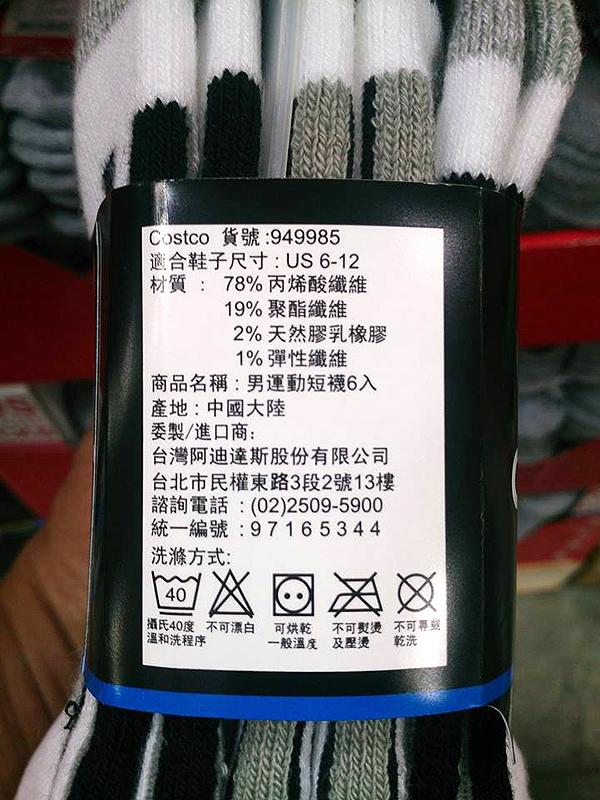 Costco 貨號:949985
適合鞋子尺寸:US 6-12
材質 : 78% 丙烯酸纖維
19% 聚酯纖維
2% 天然膠乳橡膠
1% 彈性纖維
商品名稱:男運動短襪6入
產地:中國大陸
委製/進口商:
台灣阿迪達斯股份有限公司
台北市民權東路3段2號13樓
諮詢電話 :(02)2509-5900
統一編號 :97165344
洗滌方式:
40
攝氏40度 不可漂白 可烘乾 不可熨燙 不可專業
溫和洗程序 一般溫度 及壓燙 乾洗